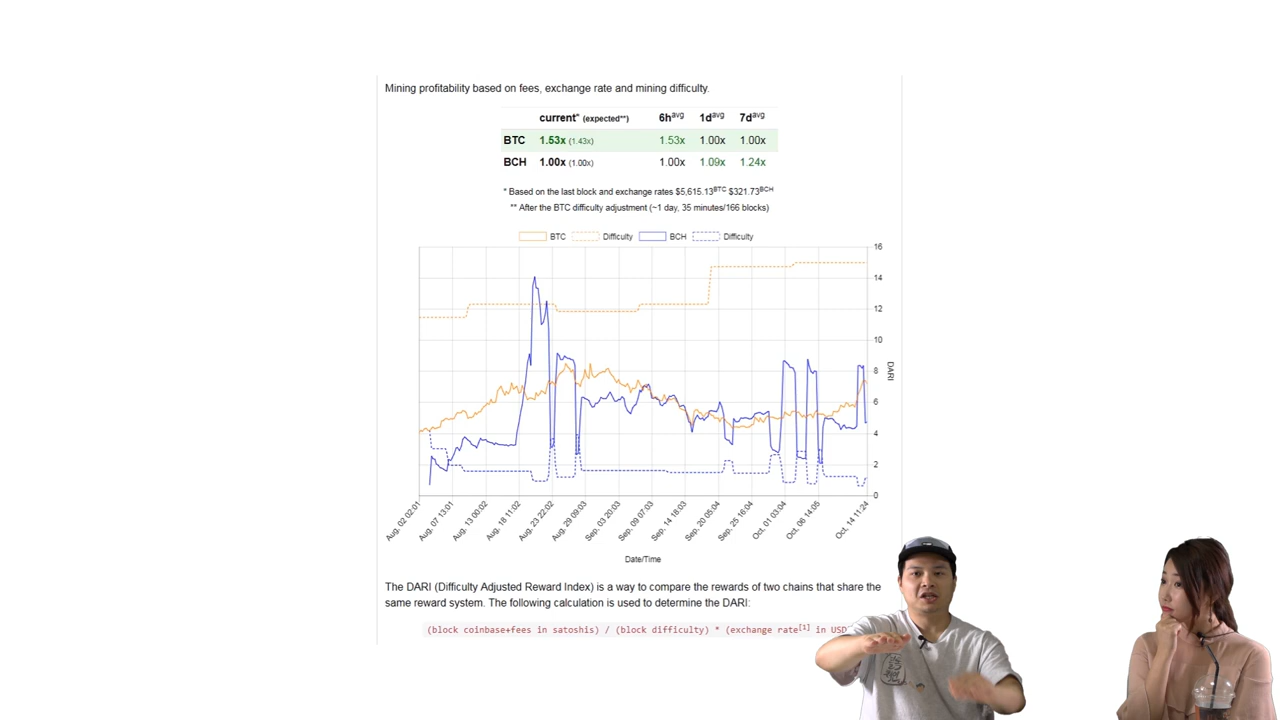 Mining profitability based on fees, exchange rate and mining difficulty.
current* (expected**) 6h avg 1d avg 7d avg
BTC 1.53x (1.43x) 1.53x 1.00x 1.00x
BCH 1.00x (1.00x) 1.00x 1.09x 1.24x
* Based on the last block and exchange rates $5,615.13 BTC $321.73 BCH
** After the BTC difficulty adjustment (~1 day, 35 minutes/166 blocks)
BTC Difficulty BCH Difficulty
16
14
12
10
8
6
4
2
0
DARI
Aug, 02 02:01
Aug, 07 13:01
Aug, 13 00:02
Aug, 18 11:02
Aug, 23 22:02
Aug, 29 09:03
Sep, 03 20:03
Sep, 09 07:03
Sep, 14 18:03
Sep, 20 05:04
Sep, 25 16:04
Oct, 01 03:04
Oct, 06 14:05
Oct, 14 11:24
Date/Time
The DARI (Difficulty Adjusted Reward Index) is a way to compare the rewards of two chains that share the
same reward system. The following calculation is used to determine the DARI:
(block coinbase+fees in satoshis) / (block difficulty) * (exchange rate[1] in USD